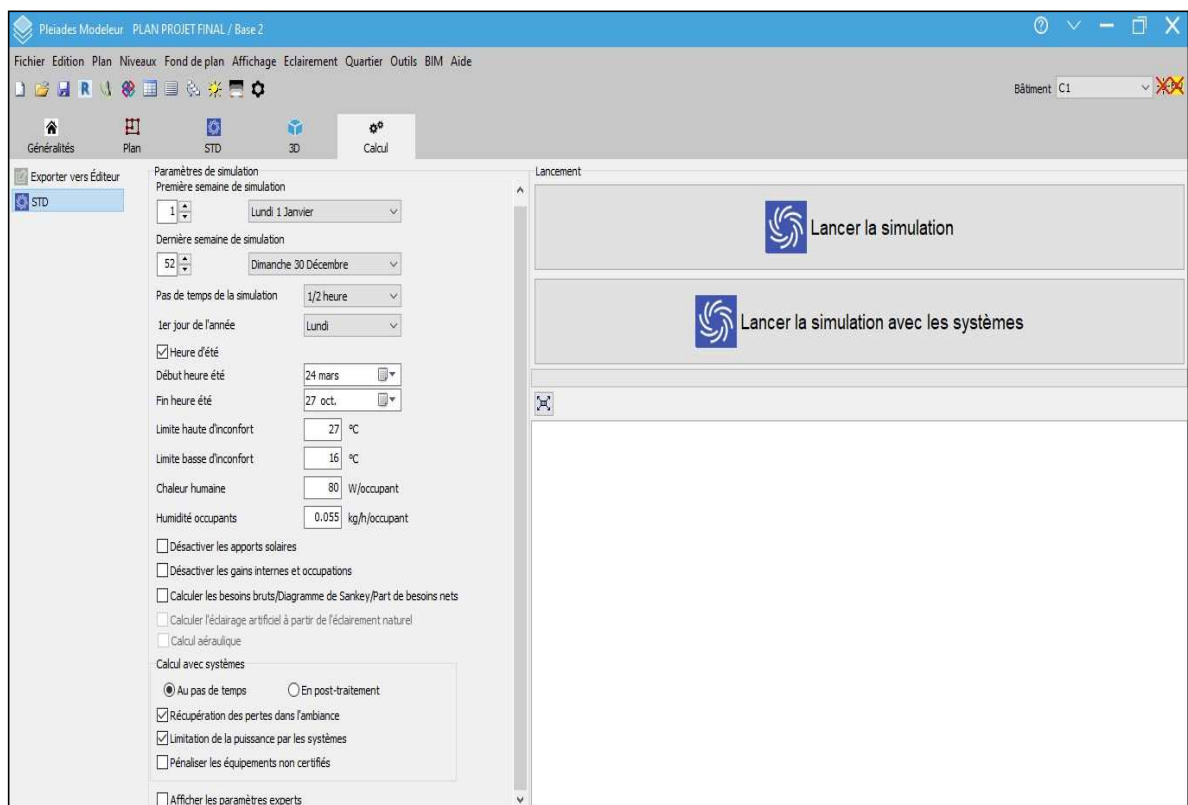 Pleiades Modeleur PLAN PROJET FINAL / Base 2
Fichier Edition Plan Niveaux Fond de plan Affichage Eclairement Quartier Outils BIM Aide
R
Bâtiment C1
Généralités Plan STD 3D Calcul
Exporter vers Éditeur
STD
Paramètres de simulation
Première semaine de simulation
1 Lundi 1 Janvier
Dernière semaine de simulation
52 Dimanche 30 Décembre
Pas de temps de la simulation 1/2 heure
1er jour de l'année Lundi
Heure d'été
Début heure été 24 mars
Fin heure été 27 oct.
Limite haute d'inconfort 27 °C
Limite basse d'inconfort 16 °C
Chaleur humaine 80 W/occupant
Humidité occupants 0.055 kg/h/occupant
Désactiver les apports solaires
Désactiver les gains internes et occupations
Calculer les besoins bruts/Diagramme de Sankey/Part de besoins nets
Calculer l'éclairage artificiel à partir de l'éclairement naturel
Calcul aéraulique
Calcul avec systèmes
Au pas de temps En post-traitement
Récupération des pertes dans l'ambiance
Limitation de la puissance par les systèmes
Pénaliser les équipements non certifiés
Afficher les paramètres experts
Lancement
Lancer la simulation
Lancer la simulation avec les systèmes